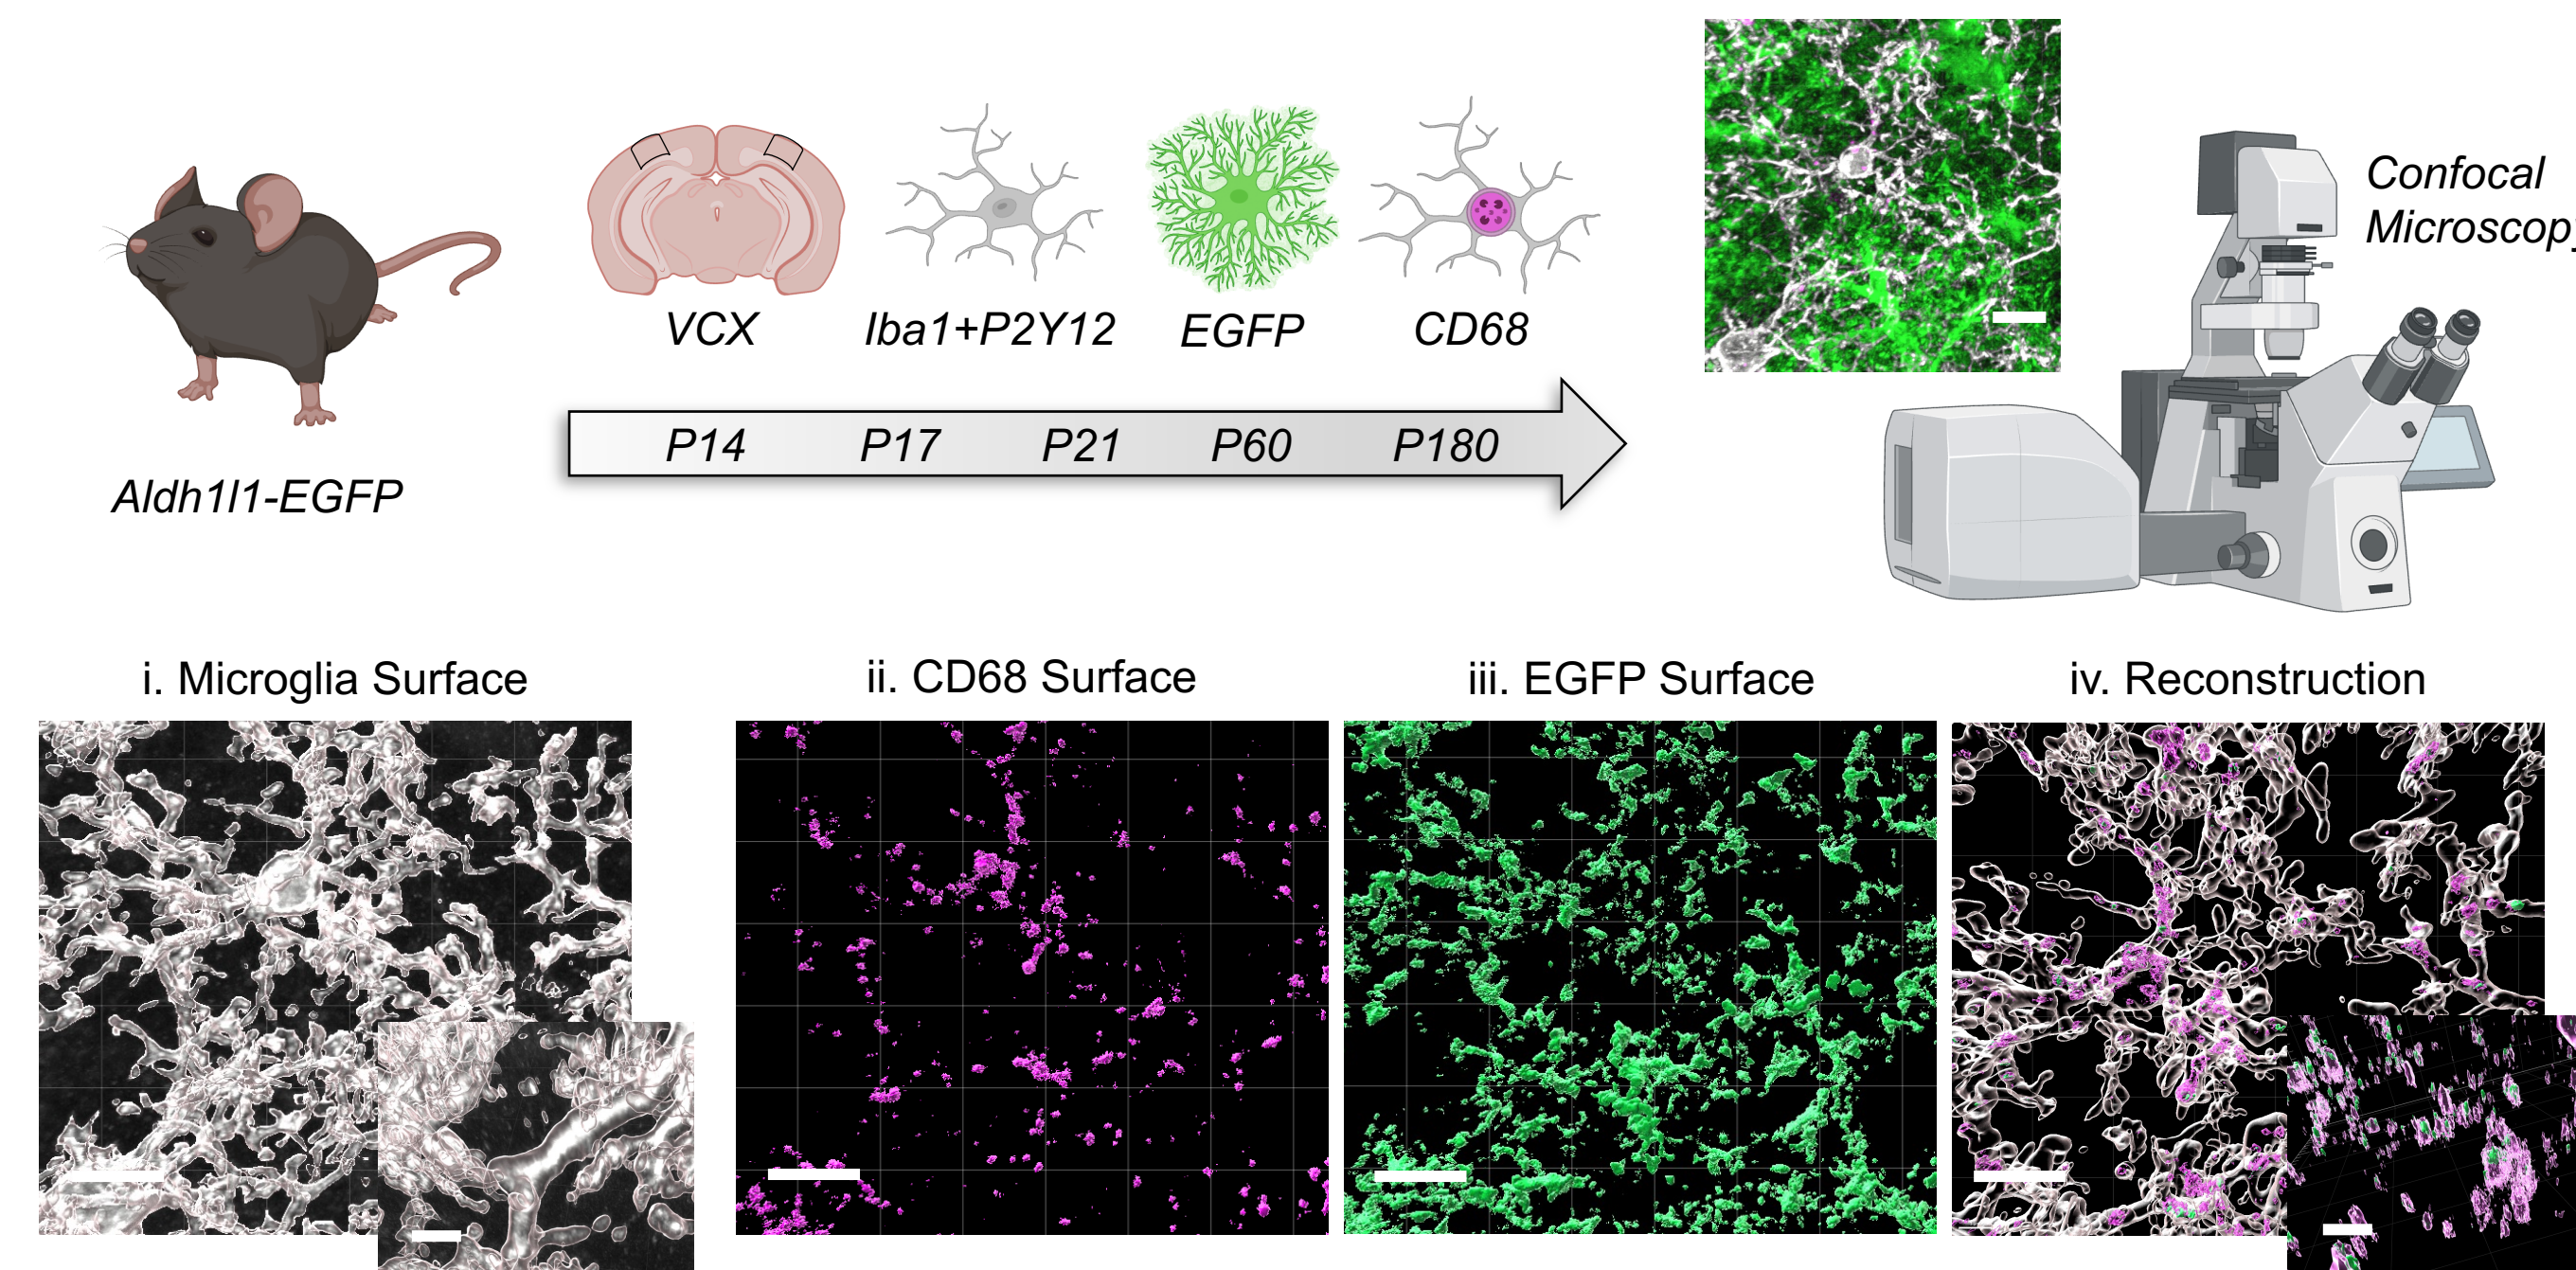 Confocal
Microscopy
VCX
Iba1+P2Y12
EGFP
CD68
P14
P17
P21
P60
P180
Aldh1l1-EGFP
i. Microglia Surface
ii. CD68 Surface
iii. EGFP Surface
iv. Reconstruction